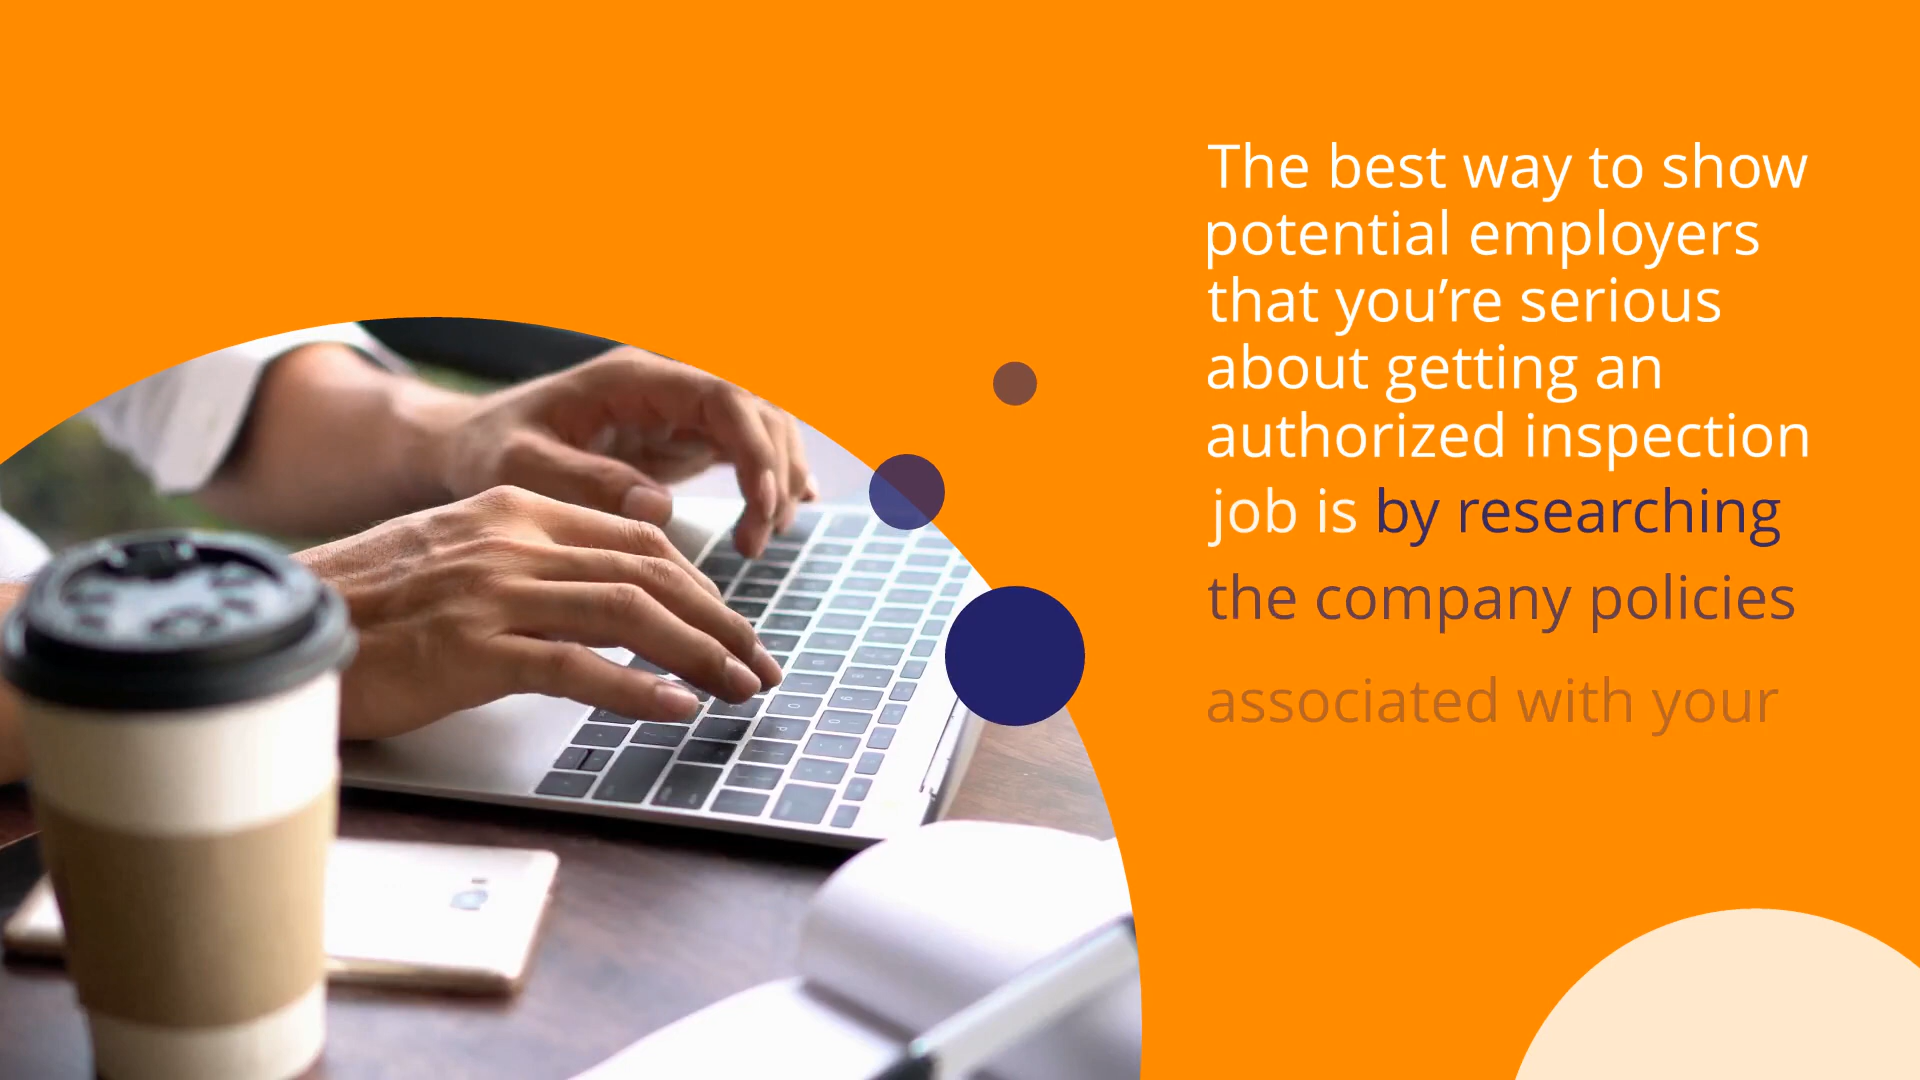 The best way to show
potential employers
that you’re serious
about getting an
authorized inspection
job is by researching
the company policies
associated with your